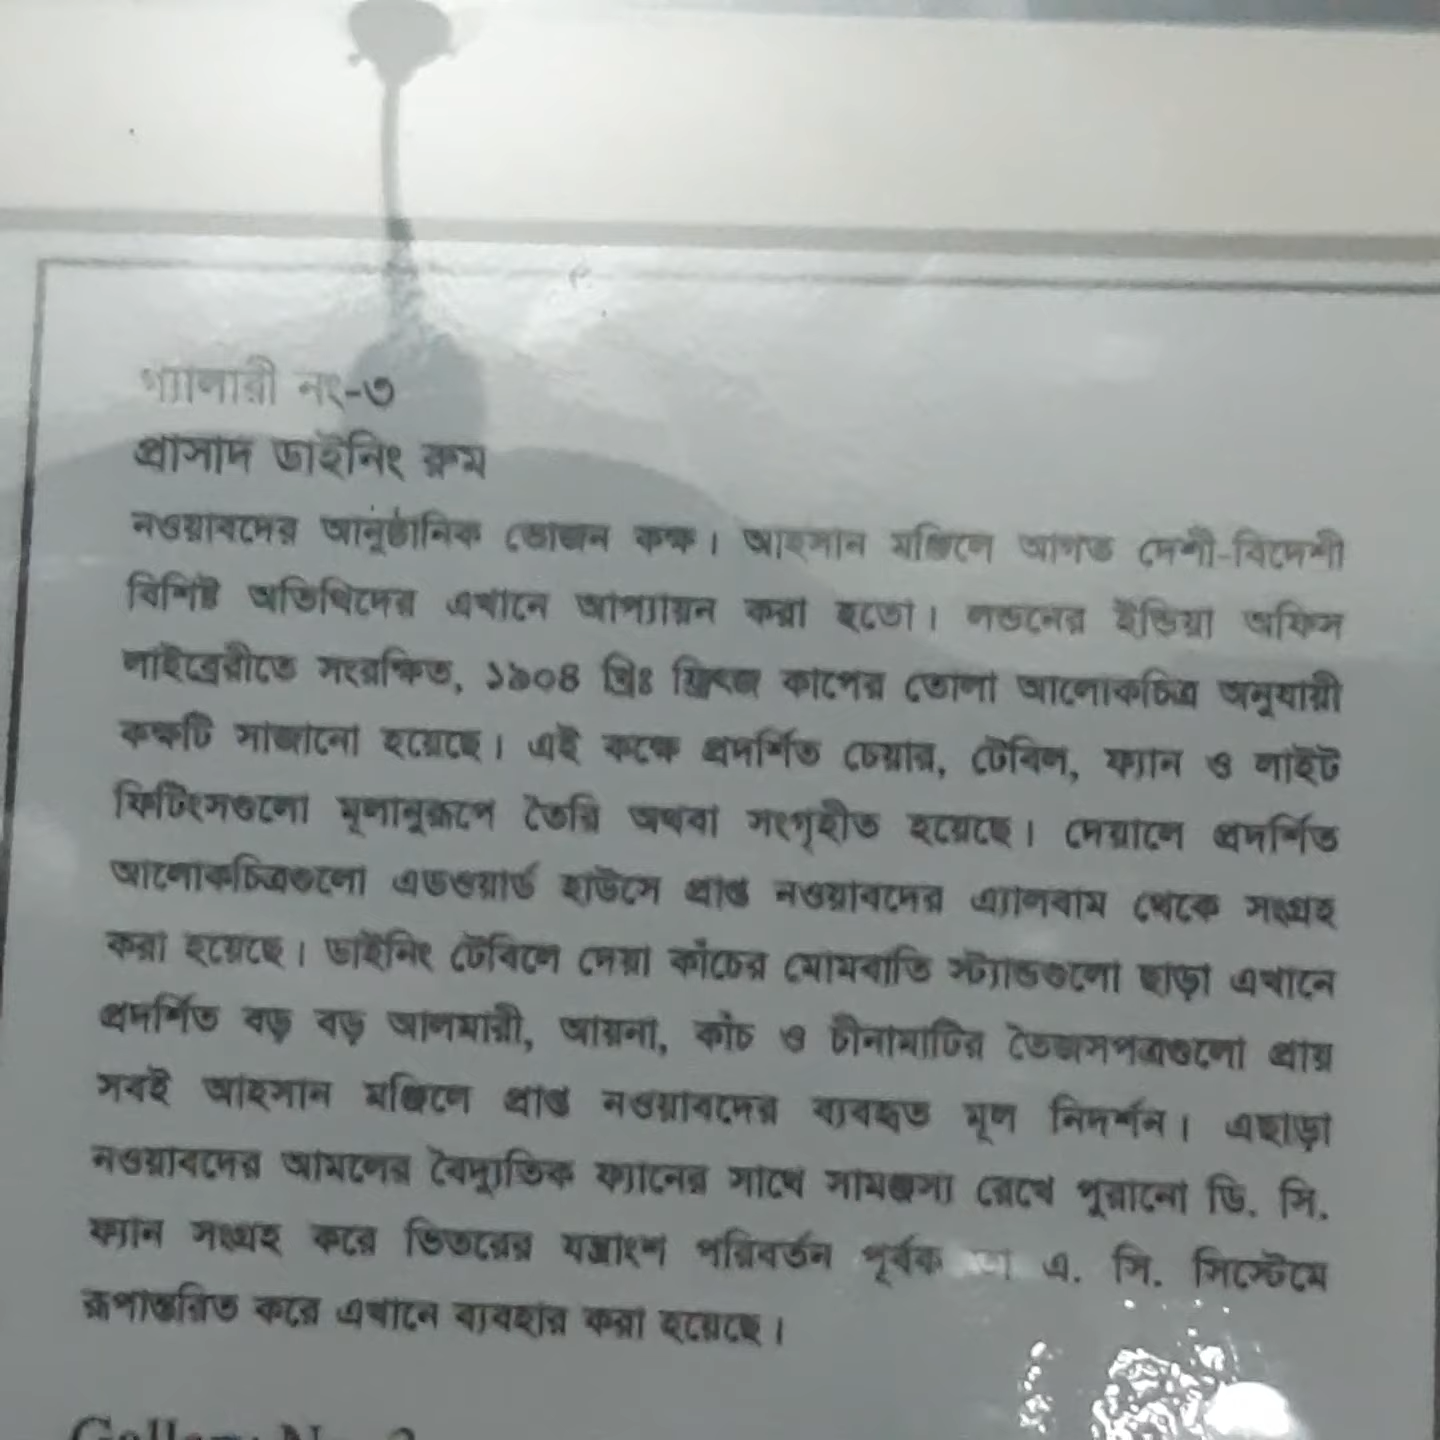 গ্যালারী নং-৩
প্রাসাদ ডাইনিং রুম
নওয়াবদের আনুষ্ঠানিক ভোজন কক্ষ। আহসান মঞ্জিলে আগত দেশী-বিদেশী
বিশিষ্ট অতিথিদের এখানে আপ্যায়ন করা হতো। লন্ডনের ইন্ডিয়া অফিস
লাইব্রেরীতে সংরক্ষিত, ১৯০৪ খ্রিঃ ফ্রিৎজ কাপের তোলা আলোকচিত্র অনুযায়ী
কক্ষটি সাজানো হয়েছে। এই কক্ষে প্রদর্শিত চেয়ার, টেবিল, ফ্যান ও লাইট
ফিটিংসগুলো মূলানুরূপে তৈরি অথবা সংগৃহীত হয়েছে। দেয়ালে প্রদর্শিত
আলোকচিত্রগুলো এডওয়ার্ড হাউসে প্রাপ্ত নওয়াবদের এ্যালবাম থেকে সংগ্রহ
করা হয়েছে। ডাইনিং টেবিলে দেয়া কাঁচের মোমবাতি স্ট্যান্ডগুলো ছাড়া এখানে
প্রদর্শিত বড় বড় আলমারী, আয়না, কাঁচ ও চীনামাটির তৈজসপত্রগুলো প্রায়
সবই আহসান মঞ্জিলে প্রাপ্ত নওয়াবদের ব্যবহৃত মূল নিদর্শন। এছাড়া
নওয়াবদের আমলের বৈদ্যুতিক ফ্যানের সাথে সামঞ্জস্য রেখে পুরানো ডি. সি.
ফ্যান সংগ্রহ করে ভিতরের যন্ত্রাংশ পরিবর্তন পূর্বক এ. সি. সিস্টেমে
রূপান্তরিত করে এখানে ব্যবহার করা হয়েছে।
Gallery No-3